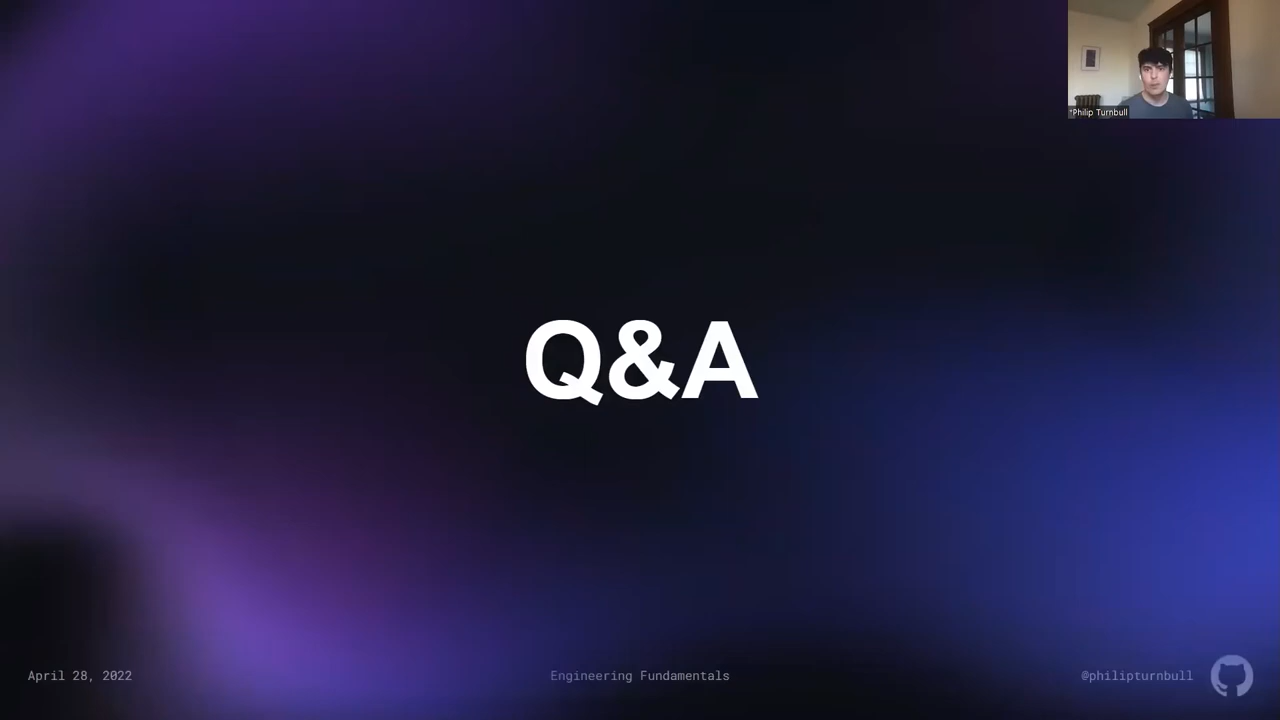 *Philip Turnbull
Q&A
April 28, 2022
Engineering Fundamentals
@philipturnbull